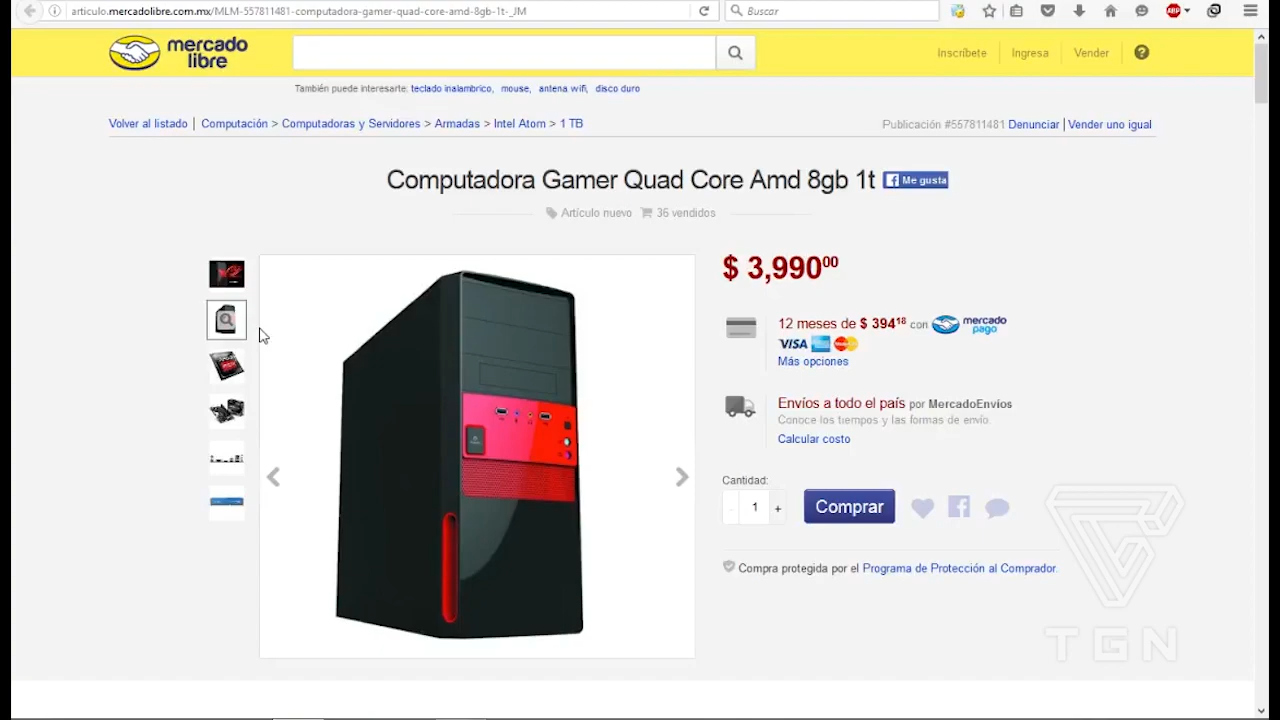 articulo.mercadolibre.com.mx/MLM-557811481-computadora-gamer-quad-core-amd-8gb-1t-_JM
Buscar
ABP
mercado
libre
Inscríbete
Ingresa
Vender
?
También puede interesarte: teclado inalambrico, mouse, antena wifi, disco duro
Volver al listado | Computación > Computadoras y Servidores > Armadas > Intel Atom > 1 TB
Publicación #557811481 Denunciar | Vender uno igual
Computadora Gamer Quad Core Amd 8gb 1t
Me gusta
Artículo nuevo
36 vendidos
$ 3,990⁰⁰
12 meses de $ 394¹⁸ con mercado pago
VISA
Más opciones
Envíos a todo el país por MercadoEnvíos
Conoce los tiempos y las formas de envío.
Calcular costo
Cantidad:
- 1 +
Comprar
Compra protegida por el Programa de Protección al Comprador.
TGN